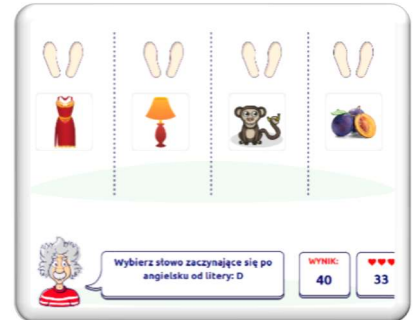 Wybierz słowo zaczynające się po
angielsku od litery: D
WYNIK:
40
33